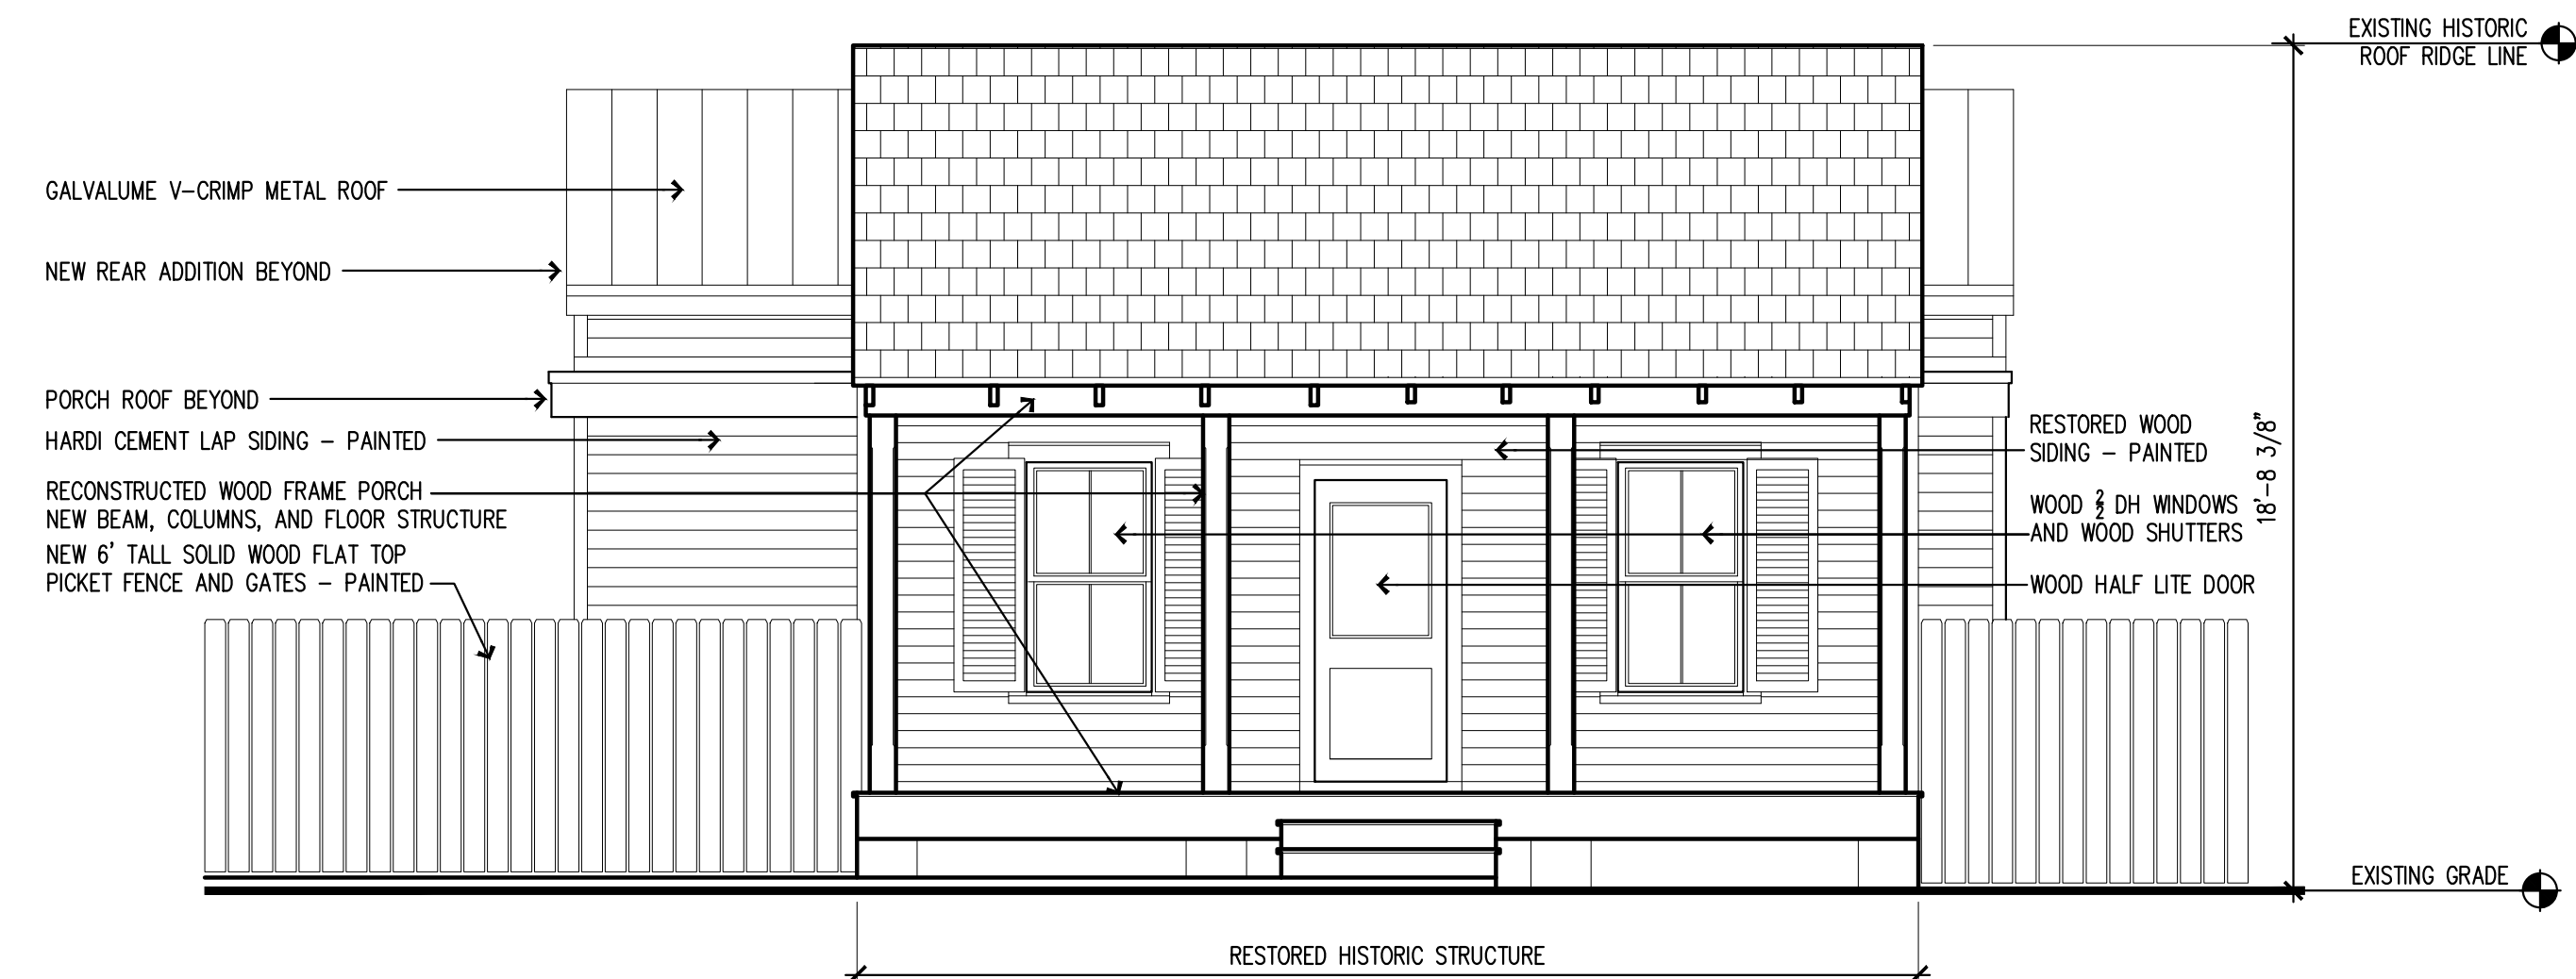 EXISTING HISTORIC
ROOF RIDGE LINE
GALVALUME V-CRIMP METAL ROOF
NEW REAR ADDITION BEYOND
PORCH ROOF BEYOND
HARDI CEMENT LAP SIDING - PAINTED
RECONSTRUCTED WOOD FRAME PORCH
NEW BEAM, COLUMNS, AND FLOOR STRUCTURE
NEW 6' TALL SOLID WOOD FLAT TOP
PICKET FENCE AND GATES - PAINTED
RESTORED WOOD
SIDING - PAINTED
WOOD 2/2 DH WINDOWS
AND WOOD SHUTTERS
WOOD HALF LITE DOOR
18'-8 3/8"
EXISTING GRADE
RESTORED HISTORIC STRUCTURE